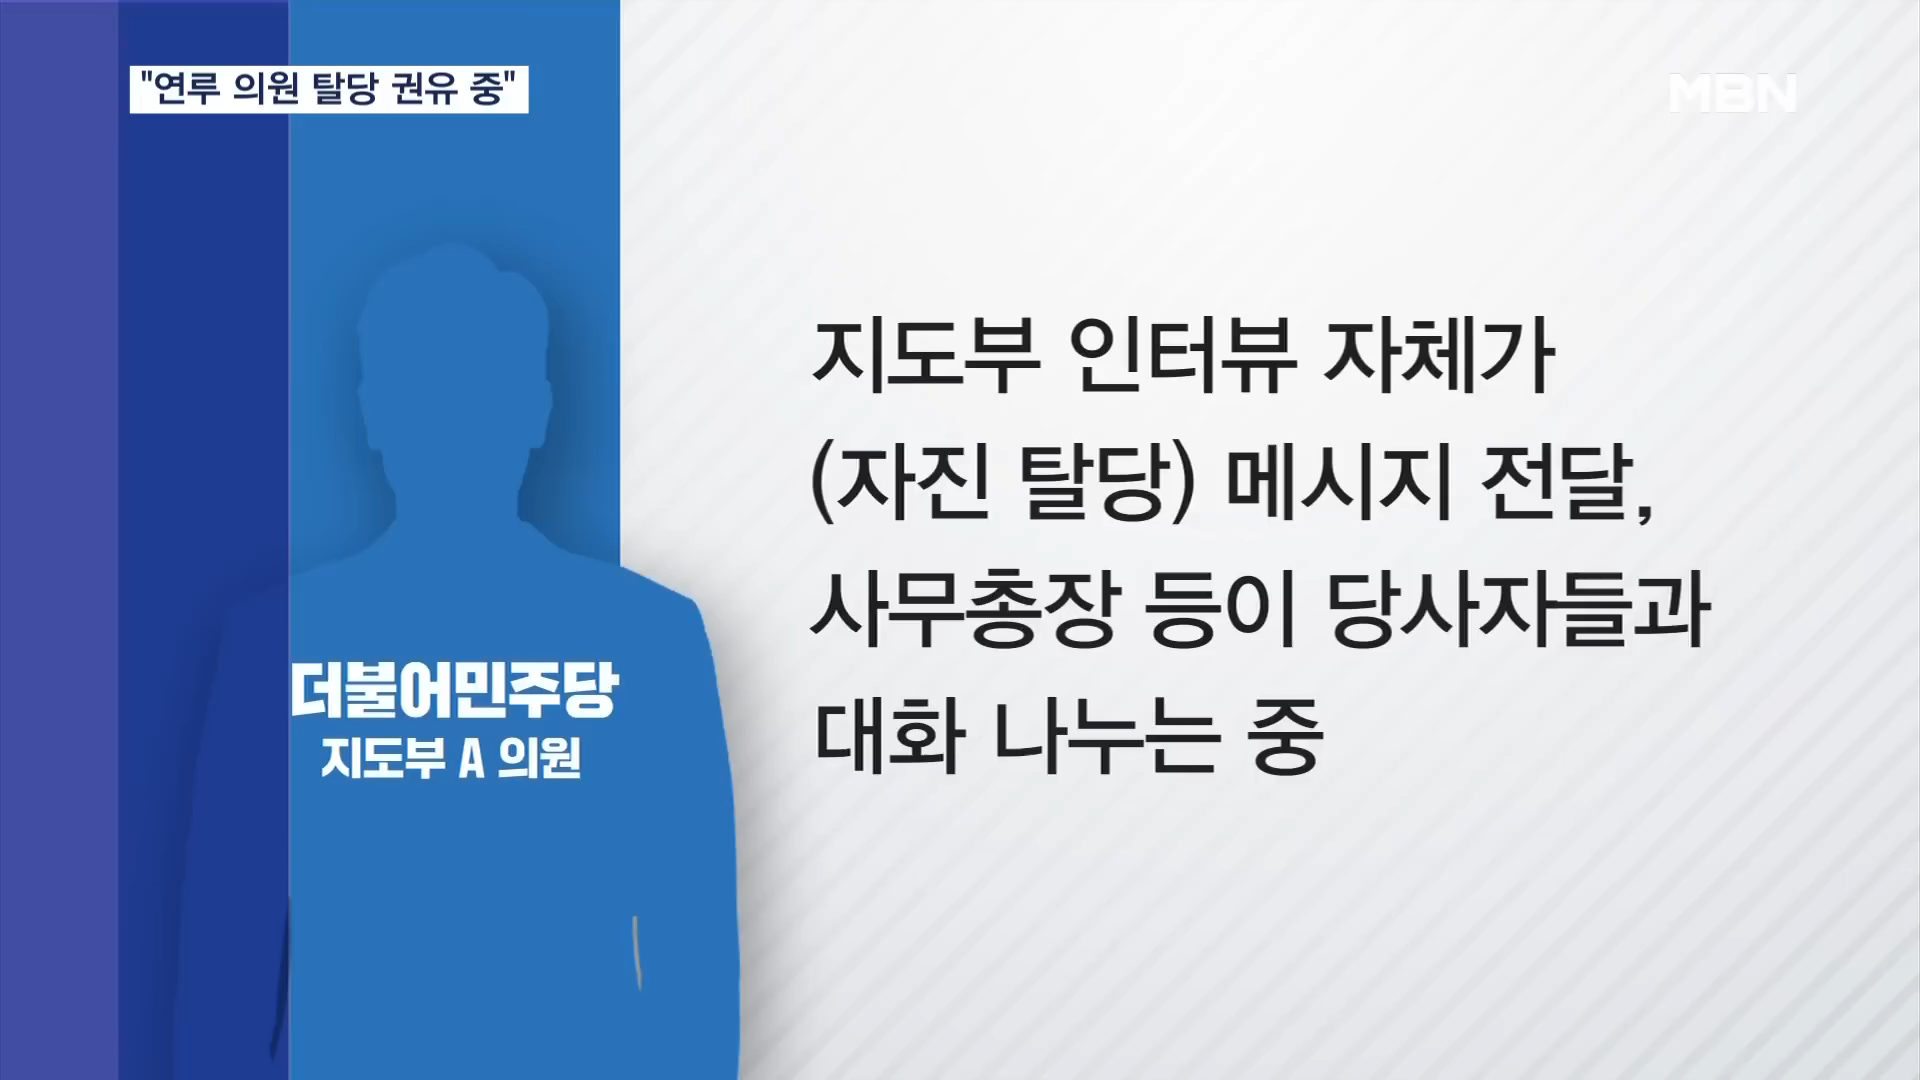 "연루 의원 탈당 권유 중"
MBN
지도부 인터뷰 자체가
(자진 탈당) 메시지 전달,
사무총장 등이 당사자들과
대화 나누는 중
더불어민주당
지도부 A 의원